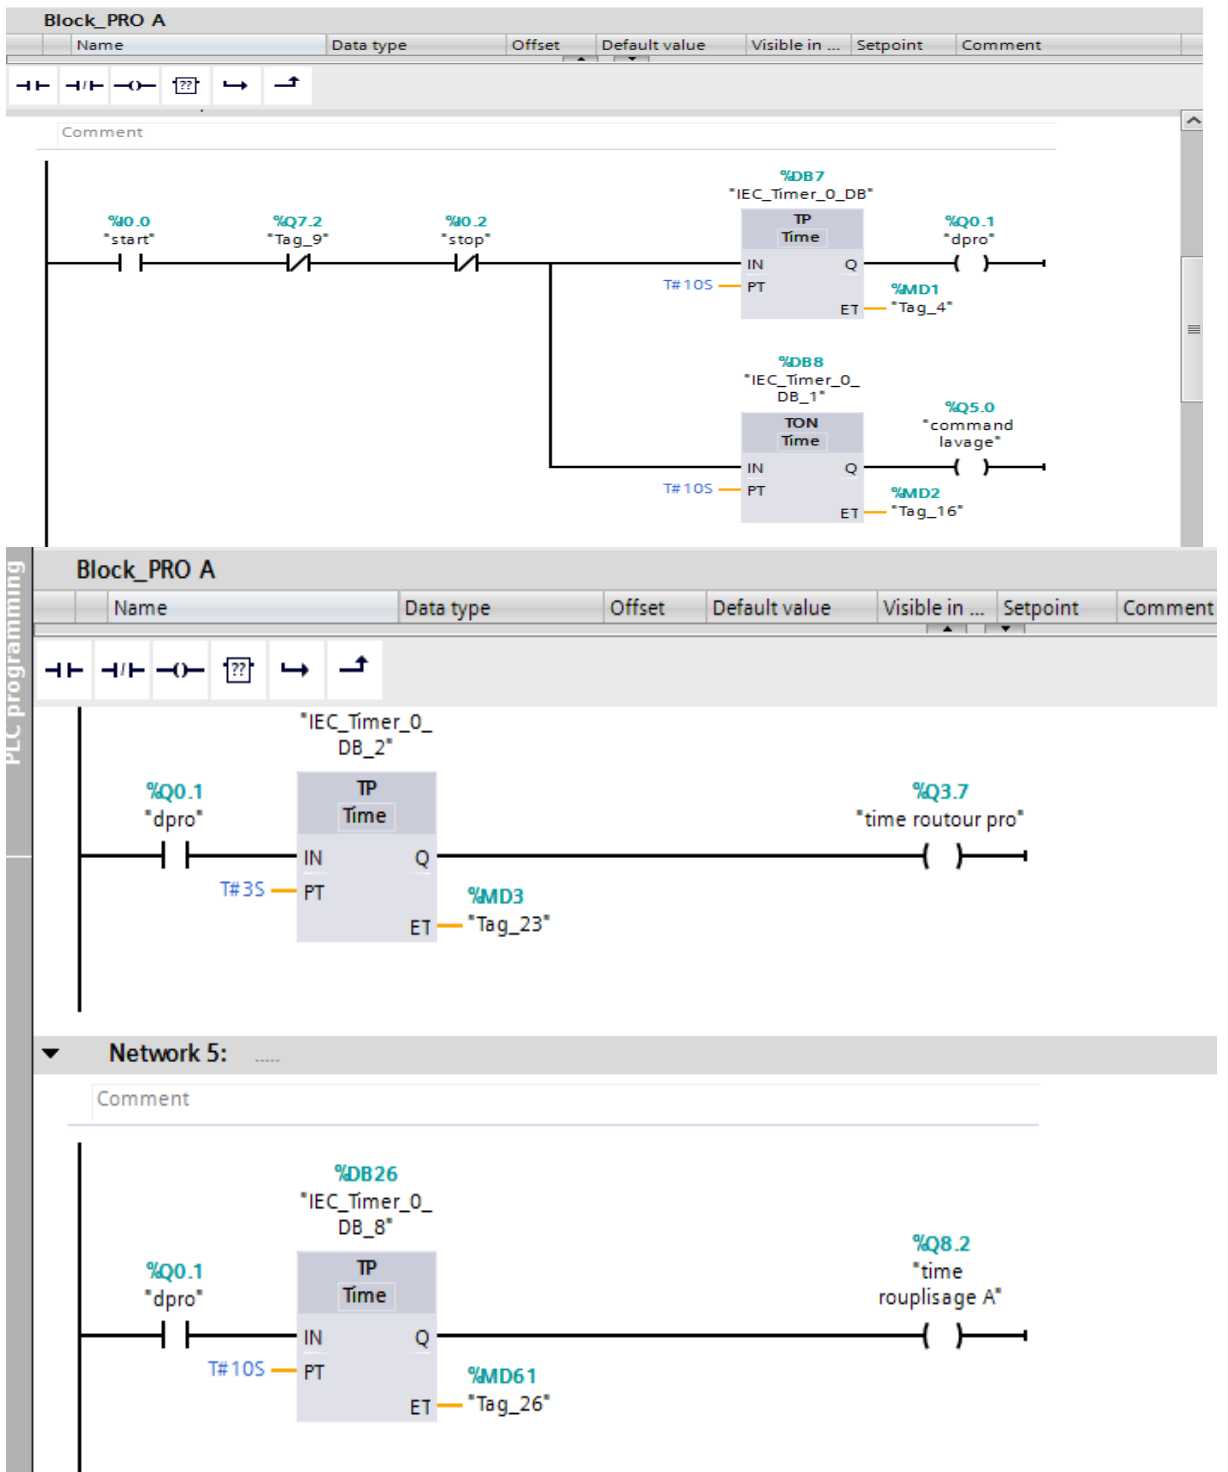 Block_PRO A
Name Data type Offset Default value Visible in ... Setpoint Comment
??
Comment
%DB7
"IEC_Timer_0_DB"
%I0.0 %Q7.2 %I0.2 TP %Q0.1
"start" "Tag_9" "stop" Time "dpro"
IN Q
T#10S PT %MD1
ET "Tag_4"
%DB8
"IEC_Timer_0_
DB_1"
%Q5.0
TON "command
Time lavage"
IN Q
T#10S PT %MD2
ET "Tag_16"
PLC programming
Block_PRO A
Name Data type Offset Default value Visible in ... Setpoint Comment
??
"IEC_Timer_0_
DB_2"
%Q0.1 TP %Q3.7
"dpro" Time "time routour pro"
IN Q
T#3S PT %MD3
ET "Tag_23"
Network 5: .....
Comment
%DB26
"IEC_Timer_0_
DB_8"
%Q8.2
%Q0.1 TP "time
"dpro" Time rouplisage A"
IN Q
T#10S PT %MD61
ET "Tag_26"